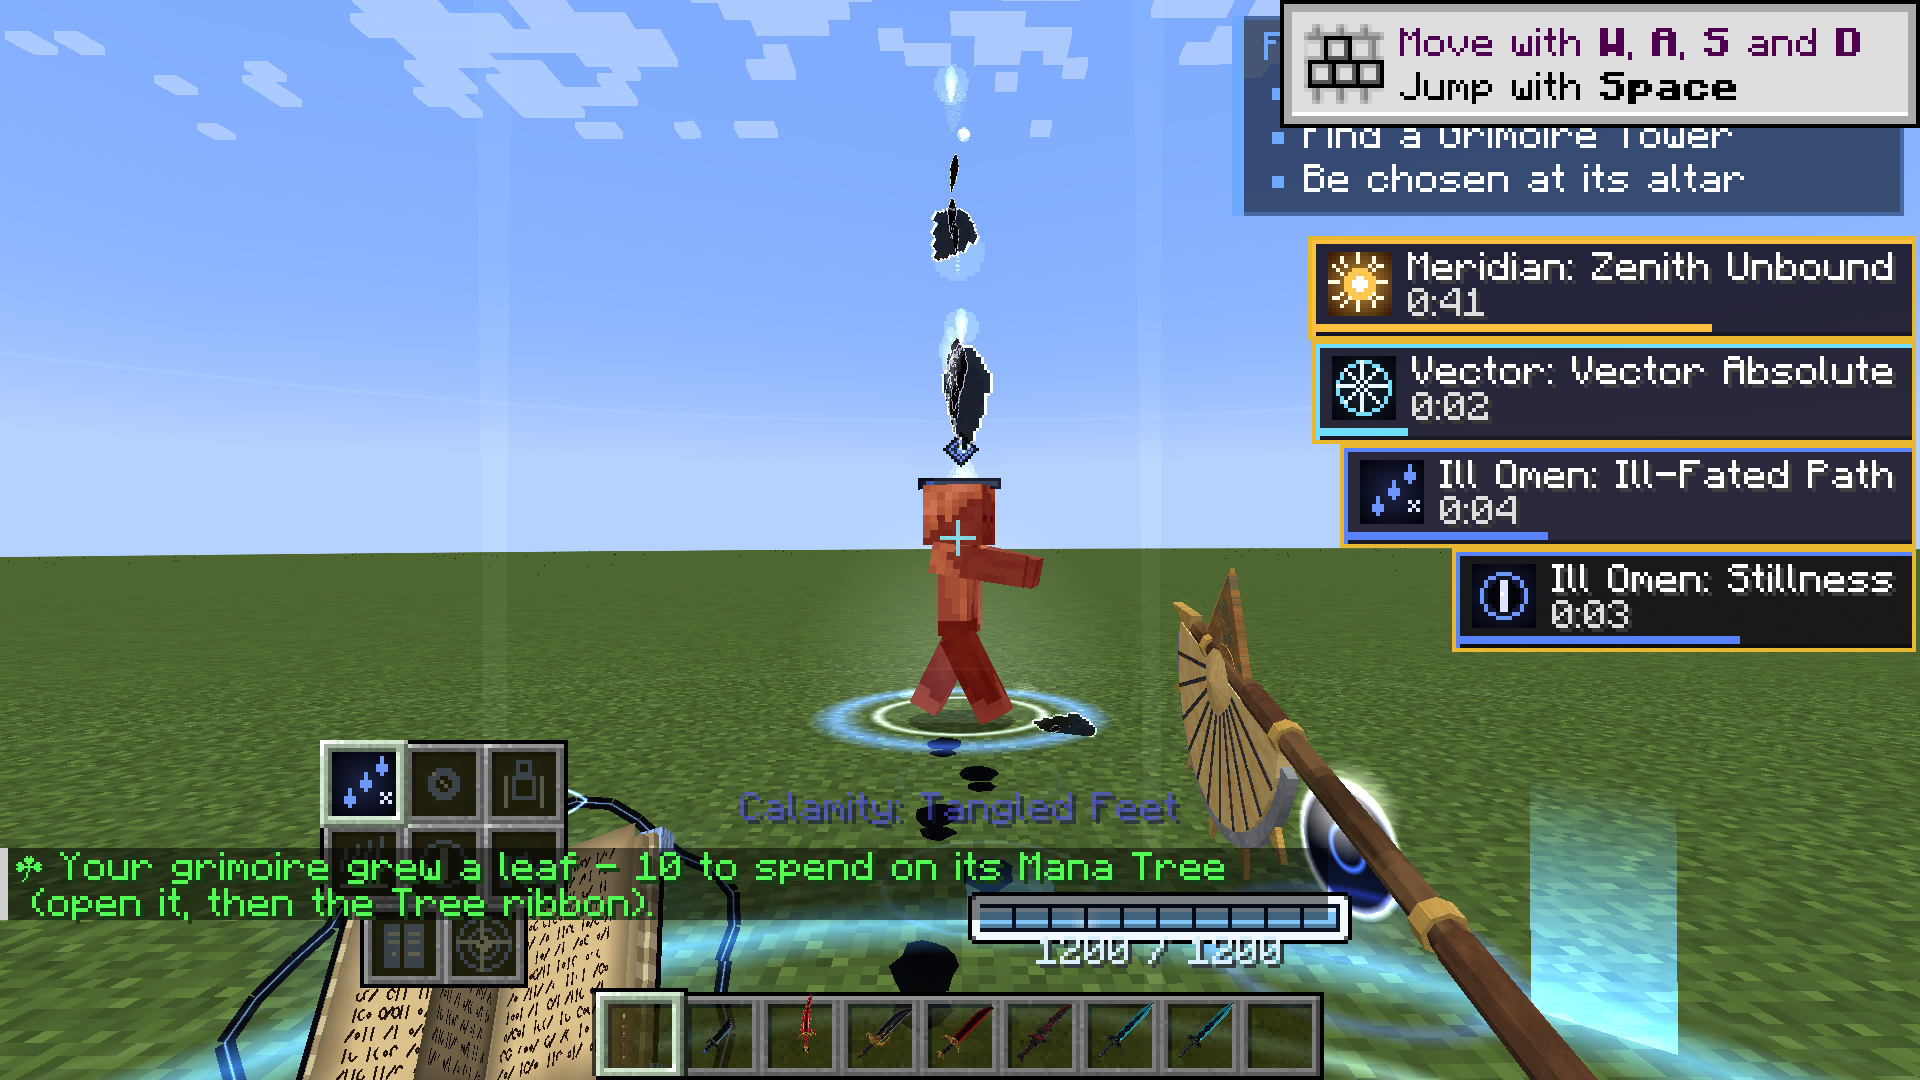 Move with W, A, S and D
Jump with Space
Find a Grimoire Tower
Be chosen at its altar
Meridian: Zenith Unbound
0:41
Vector: Vector Absolute
0:02
Ill Omen: Ill-Fated Path
0:04
Ill Omen: Stillness
0:03
Calamity: Tangled Feet
☘ Your grimoire grew a leaf - 10 to spend on its Mana Tree
(open it, then the Tree ribbon).
1200 / 1200